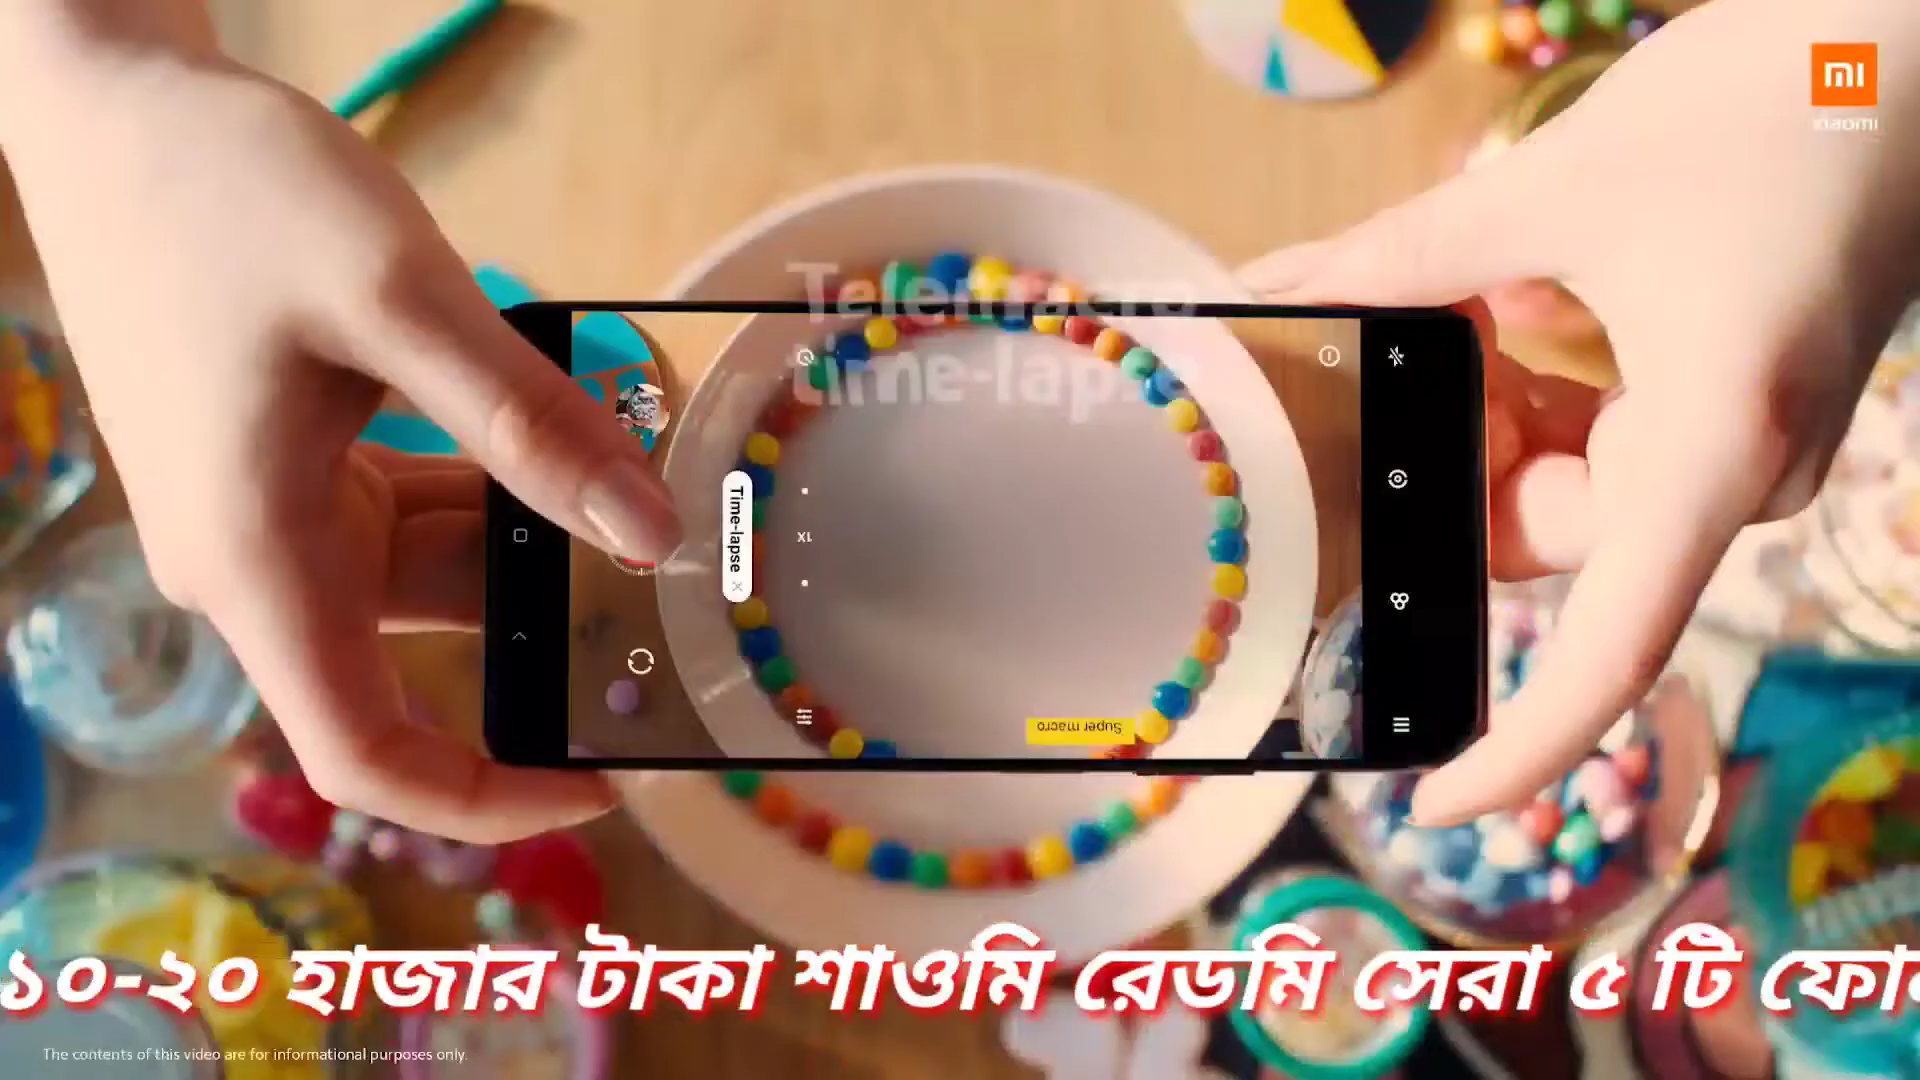 mi
xiaomi
Telemacro
time-lapse
Time-lapse ×
1X
Super macro
১০-২০ হাজার টাকা শাওমি রেডমি সেরা ৫ টি
The contents of this video are for informational purposes only.